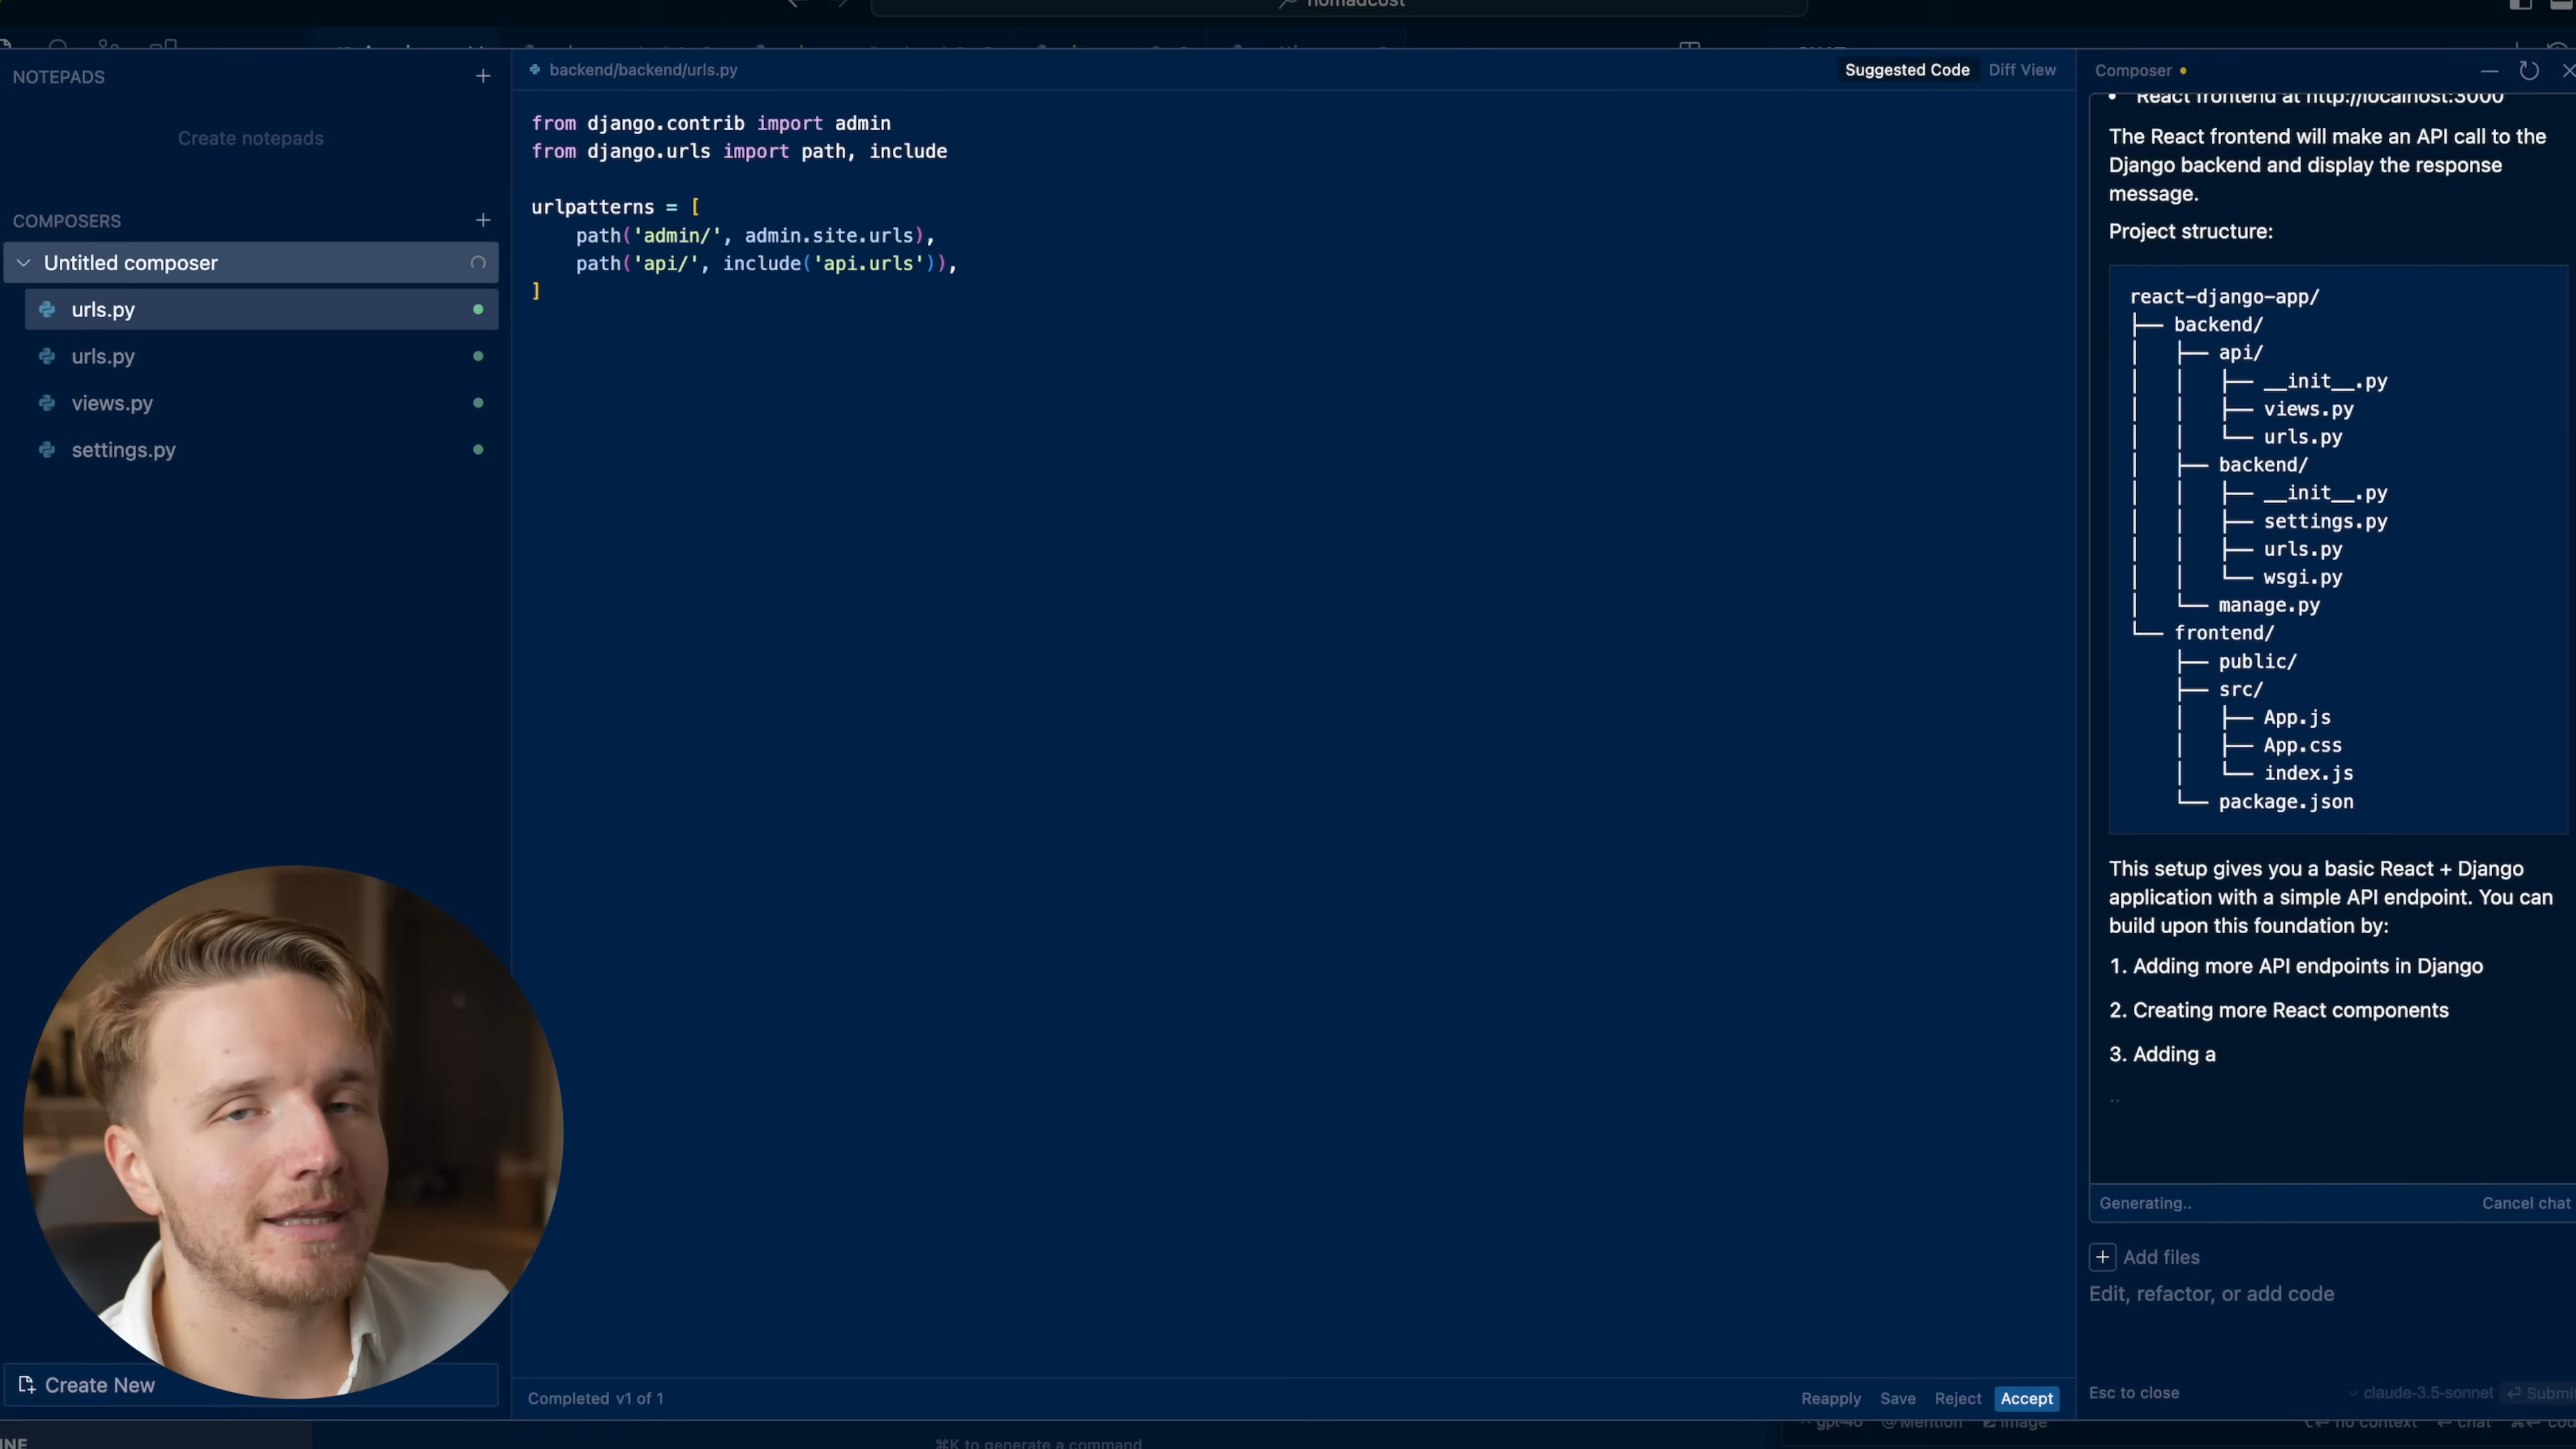 nomadcost
NOTEPADS
Create notepads
COMPOSERS
Untitled composer
urls.py
urls.py
views.py
settings.py
Create New
backend/backend/urls.py
Suggested Code
Diff View
from django.contrib import admin
from django.urls import path, include
urlpatterns = [
    path('admin/', admin.site.urls),
    path('api/', include('api.urls')),
]
Completed v1 of 1
Reapply
Save
Reject
Accept
⌘K to generate a command
Composer
• React frontend at http://localhost:3000
The React frontend will make an API call to the
Django backend and display the response
message.
Project structure:
react-django-app/
├── backend/
│   ├── api/
│   │   ├── __init__.py
│   │   ├── views.py
│   │   └── urls.py
│   ├── backend/
│   │   ├── __init__.py
│   │   ├── settings.py
│   │   ├── urls.py
│   │   └── wsgi.py
│   └── manage.py
└── frontend/
    ├── public/
    ├── src/
    │   ├── App.js
    │   ├── App.css
    │   └── index.js
    └── package.json
This setup gives you a basic React + Django
application with a simple API endpoint. You can
build upon this foundation by:
1. Adding more API endpoints in Django
2. Creating more React components
3. Adding a
..
Generating..
Cancel chat
+ Add files
Edit, refactor, or add code
Esc to close
claude-3.5-sonnet
Submit
gpt-4o @Mention Image
no context
chat